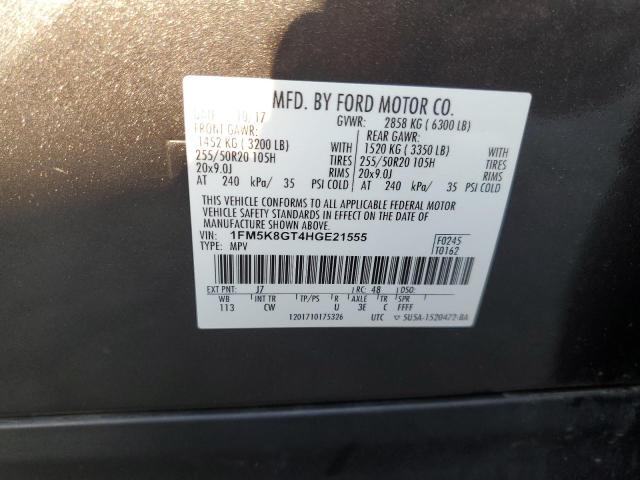 MFD. BY FORD MOTOR CO.
10/17 GVWR: 2858 KG ( 6300 LB)
FRONT GAWR: REAR GAWR:
1452 KG ( 3200 LB) WITH 1520 KG ( 3350 LB) WITH
255/50R20 105H TIRES 255/50R20 105H TIRES
20x9.0J RIMS 20x9.0J RIMS
AT 240 kPa/ 35 PSI COLD AT 240 kPa/ 35 PSI COLD
THIS VEHICLE CONFORMS TO ALL APPLICABLE FEDERAL MOTOR
VEHICLE SAFETY STANDARDS IN EFFECT ON THE DATE OF MANUFACTURE SHOWN ABOVE.
VIN: 1FM5K8GT4HGE21555 F0245
TYPE: MPV T0162
EXT PNT: J7 RC: 48 DSO:
WB INT TR TP/PS R AXLE TR SPR
113 CW U 3E C FFFF
1201710175326 UTC 5U5A-1520472-BA